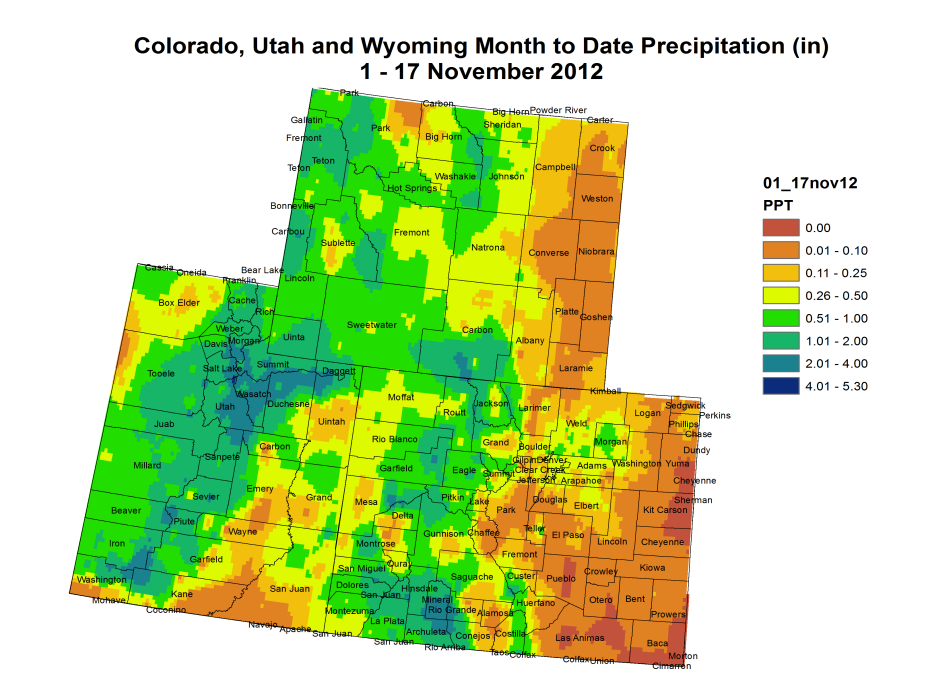 Colorado, Utah and Wyoming Month to Date Precipitation (in)
1 - 17 November 2012
Park
Carbon
Big Horn
Powder River
Gallatin
Park
Sheridan
Carter
Fremont
Big Horn
Crook
Teton
Teton
Campbell
Washakie
Johnson
Hot Springs
Weston
Bonneville
Caribou
Sublette
Fremont
Natrona
Converse
Niobrara
Cassia
Oneida
Bear Lake
Franklin
Lincoln
Box Elder
Cache
Rich
Platte
Goshen
Weber
Sweetwater
Carbon
Davis
Morgan
Uinta
Albany
Salt Lake
Summit
Tooele
Daggett
Laramie
Wasatch
Utah
Duchesne
Moffat
Kimball
Routt
Jackson
Larimer
Logan
Sedgwick
Perkins
Juab
Uintah
Weld
Phillips
Chase
Carbon
Rio Blanco
Grand
Boulder
Morgan
Dundy
Sanpete
Gilpin
Denver
Millard
Garfield
Eagle
Summit
Clear Creek
Adams
Washington
Yuma
Jefferson
Arapahoe
Cheyenne
Emery
Sevier
Grand
Mesa
Pitkin
Lake
Park
Douglas
Elbert
Sherman
Kit Carson
Beaver
Piute
Delta
Wayne
Gunnison
Chaffee
Teller
El Paso
Lincoln
Cheyenne
Iron
Garfield
Montrose
Ouray
Fremont
San Miguel
Saguache
Custer
Pueblo
Crowley
Kiowa
Washington
Kane
San Juan
Dolores
San Juan
Hinsdale
Mineral
Otero
Bent
Mohave
Coconino
Montezuma
Rio Grande
Alamosa
Huerfano
Prowers
La Plata
Navajo
Apache
San Juan
San Juan
Archuleta
Conejos
Costilla
Las Animas
Baca
Rio Arriba
Taos
Colfax
Colfax
Union
Morton
Cimarron
01_17nov12
PPT
0.00
0.01 - 0.10
0.11 - 0.25
0.26 - 0.50
0.51 - 1.00
1.01 - 2.00
2.01 - 4.00
4.01 - 5.30